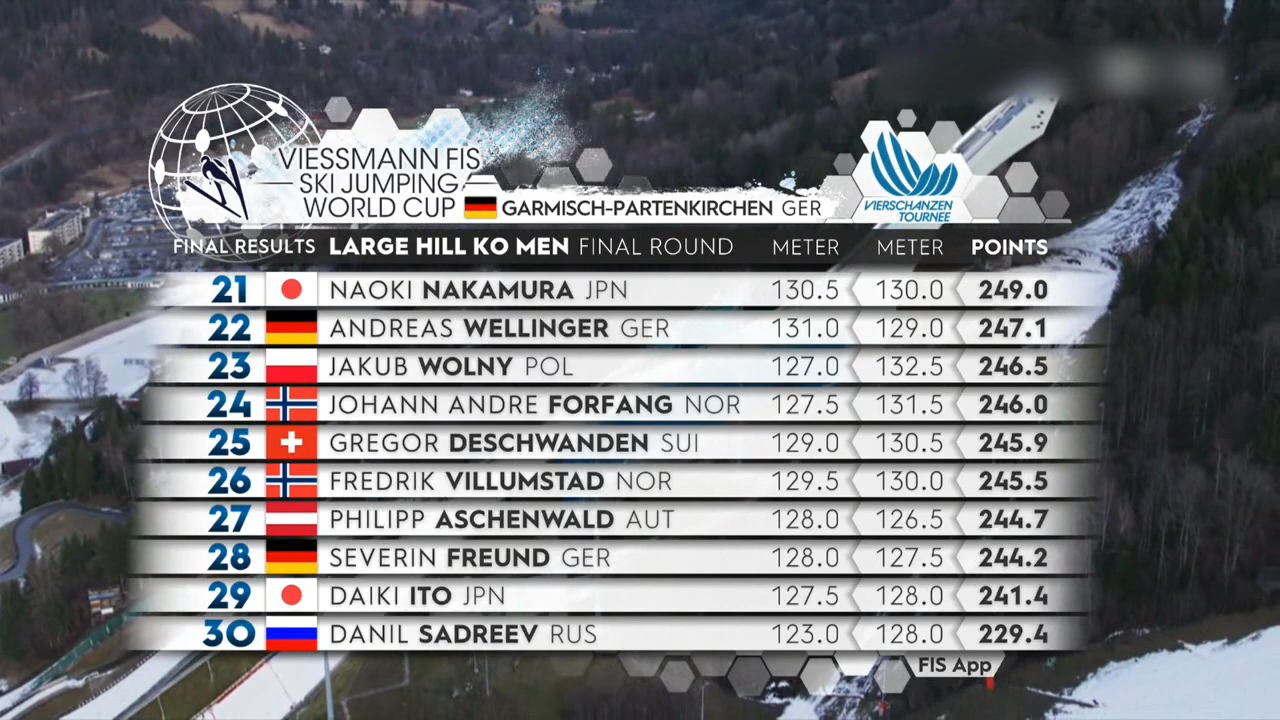 VIESSMANN FIS
SKI JUMPING
WORLD CUP GARMISCH-PARTENKIRCHEN GER
VIERSCHANZEN
TOURNEE
FINAL RESULTS LARGE HILL KO MEN FINAL ROUND METER METER POINTS
21 NAOKI NAKAMURA JPN 130.5 130.0 249.0
22 ANDREAS WELLINGER GER 131.0 129.0 247.1
23 JAKUB WOLNY POL 127.0 132.5 246.5
24 JOHANN ANDRE FORFANG NOR 127.5 131.5 246.0
25 GREGOR DESCHWANDEN SUI 129.0 130.5 245.9
26 FREDRIK VILLUMSTAD NOR 129.5 130.0 245.5
27 PHILIPP ASCHENWALD AUT 128.0 126.5 244.7
28 SEVERIN FREUND GER 128.0 127.5 244.2
29 DAIKI ITO JPN 127.5 128.0 241.4
30 DANIL SADREEV RUS 123.0 128.0 229.4
FIS App